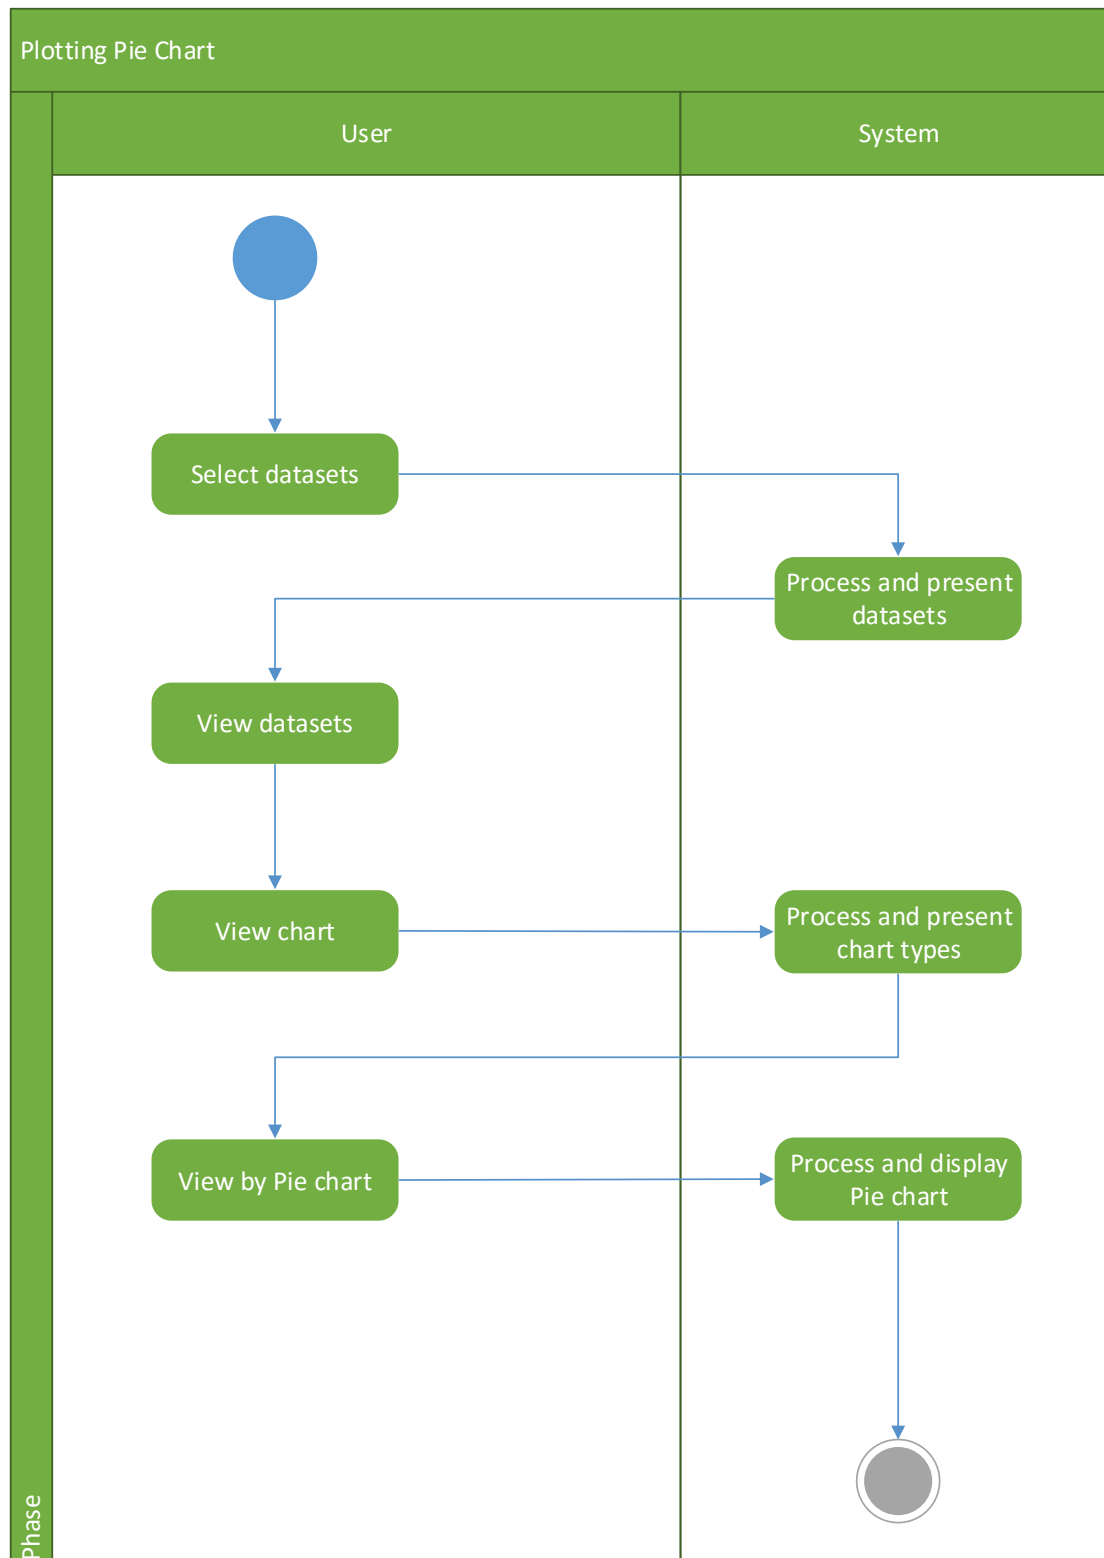 Plotting Pie Chart
User
System
Select datasets
Process and present
datasets
View datasets
View chart
Process and present
chart types
View by Pie chart
Process and display
Pie chart
Phase